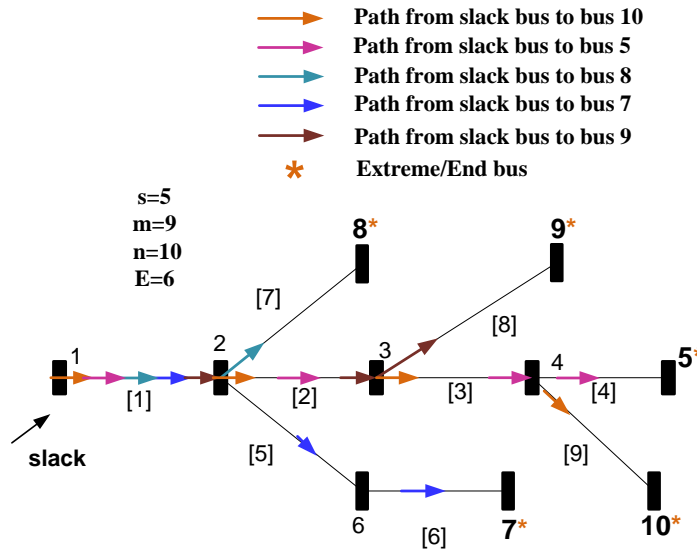 Path from slack bus to bus 10
Path from slack bus to bus 5
Path from slack bus to bus 8
Path from slack bus to bus 7
Path from slack bus to bus 9
* Extreme/End bus
s=5
m=9
n=10
E=6
8*
9*
[7]
[8]
1
2
3
4
5*
[1]
[2]
[3]
[4]
slack
[5]
[9]
6
7*
10*
[6]